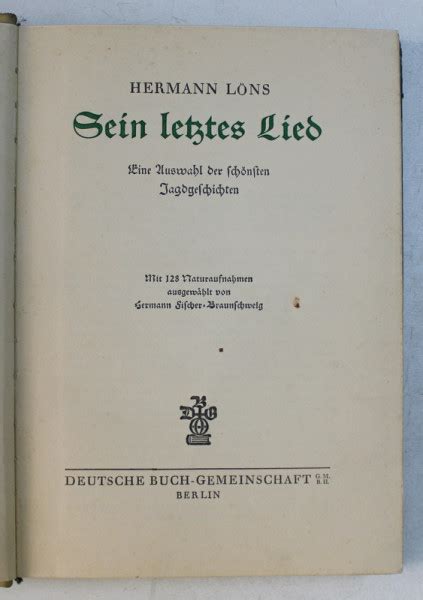 HERMANN LÖNS
Sein letztes Lied
Eine Auswahl der schönsten
Jagdgeschichten
Mit 128 Naturaufnahmen
ausgewählt von
Hermann Fischer-Braunschweig
DBG
DEUTSCHE BUCH-GEMEINSCHAFT G.M.B.H.
BERLIN